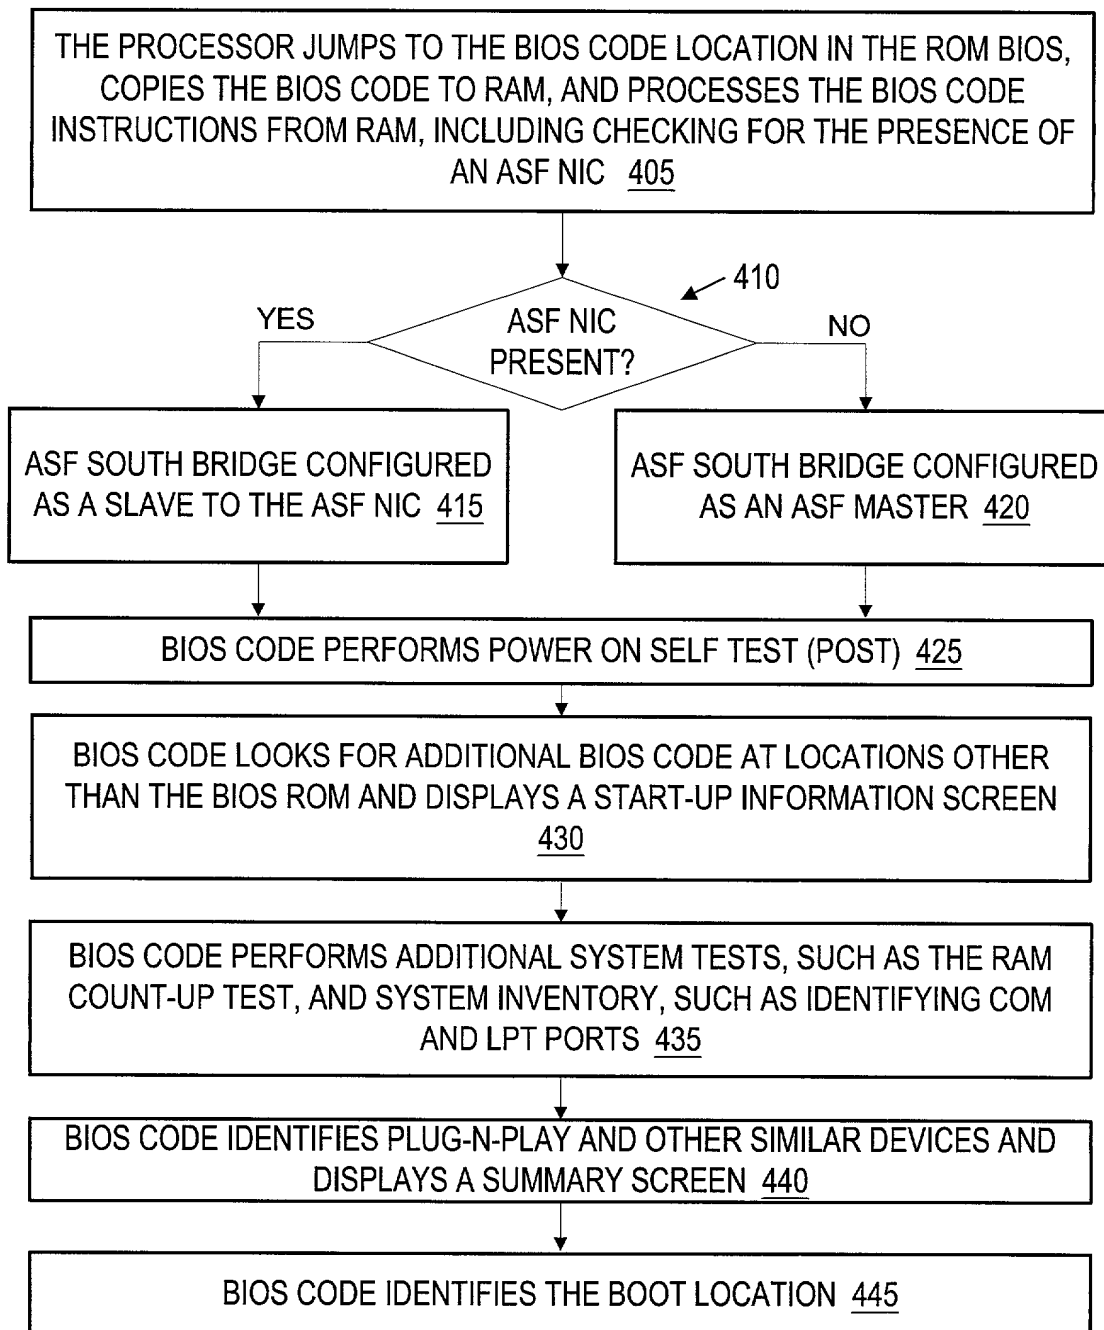 THE PROCESSOR JUMPS TO THE BIOS CODE LOCATION IN THE ROM BIOS,
COPIES THE BIOS CODE TO RAM, AND PROCESSES THE BIOS CODE
INSTRUCTIONS FROM RAM, INCLUDING CHECKING FOR THE PRESENCE OF
AN ASF NIC 405
410
YES
ASF NIC
PRESENT?
NO
ASF SOUTH BRIDGE CONFIGURED
AS A SLAVE TO THE ASF NIC 415
ASF SOUTH BRIDGE CONFIGURED
AS AN ASF MASTER 420
BIOS CODE PERFORMS POWER ON SELF TEST (POST) 425
BIOS CODE LOOKS FOR ADDITIONAL BIOS CODE AT LOCATIONS OTHER
THAN THE BIOS ROM AND DISPLAYS A START-UP INFORMATION SCREEN
430
BIOS CODE PERFORMS ADDITIONAL SYSTEM TESTS, SUCH AS THE RAM
COUNT-UP TEST, AND SYSTEM INVENTORY, SUCH AS IDENTIFYING COM
AND LPT PORTS 435
BIOS CODE IDENTIFIES PLUG-N-PLAY AND OTHER SIMILAR DEVICES AND
DISPLAYS A SUMMARY SCREEN 440
BIOS CODE IDENTIFIES THE BOOT LOCATION 445